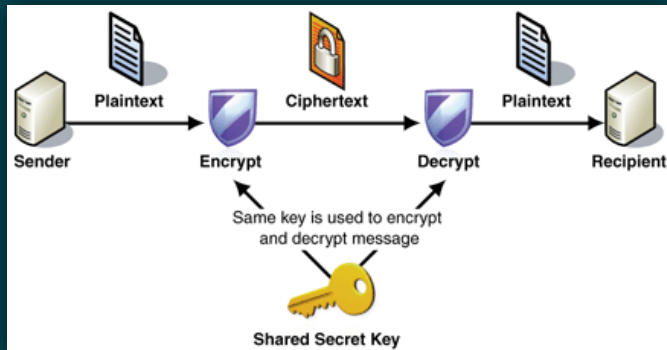 Plaintext
Ciphertext
Plaintext
Sender
Encrypt
Decrypt
Recipient
Same key is used to encrypt
and decrypt message
Shared Secret Key